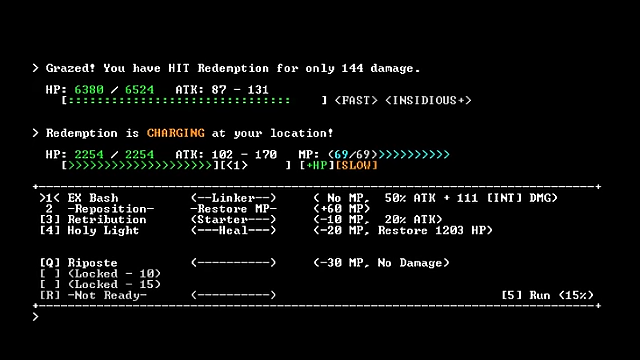 > Grazed! You have HIT Redemption for only 144 damage.
HP: 6380 / 6524  ATK: 87 - 131
[::::::::::::::::::::::::::::::: ] <FAST> <INSIDIOUS+>
> Redemption is CHARGING at your location!
HP: 2254 / 2254  ATK: 102 - 170  MP: (69/69)>>>>>>>>>>
[>>>>>>>>>>>>>>>>>>>>][<1> ] [+HP][SLOW]
>1< EX Bash (--Linker--) ( No MP, 50% ATK + 111 [INT] DMG)
2 -Reposition- -Restore MP- (+60 MP)
[3] Retribution (Starter---) (-10 MP, 20% ATK)
[4] Holy Light (---Heal---) (-20 MP, Restore 1203 HP)
[Q] Riposte (----------) (-30 MP, No Damage)
[ ] (Locked - 10)
[ ] (Locked - 15)
[R] -Not Ready- (----------) [5] Run (15%)
>